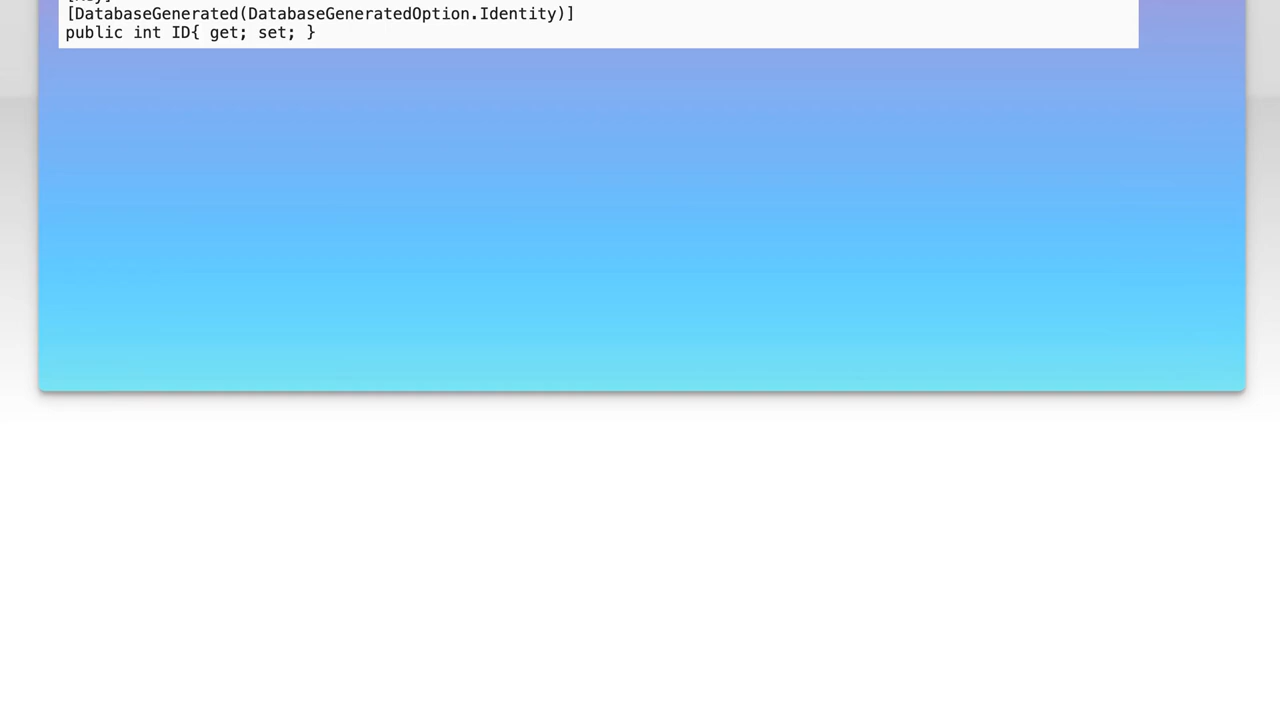 [DatabaseGenerated(DatabaseGeneratedOption.Identity)]
public int ID{ get; set; }